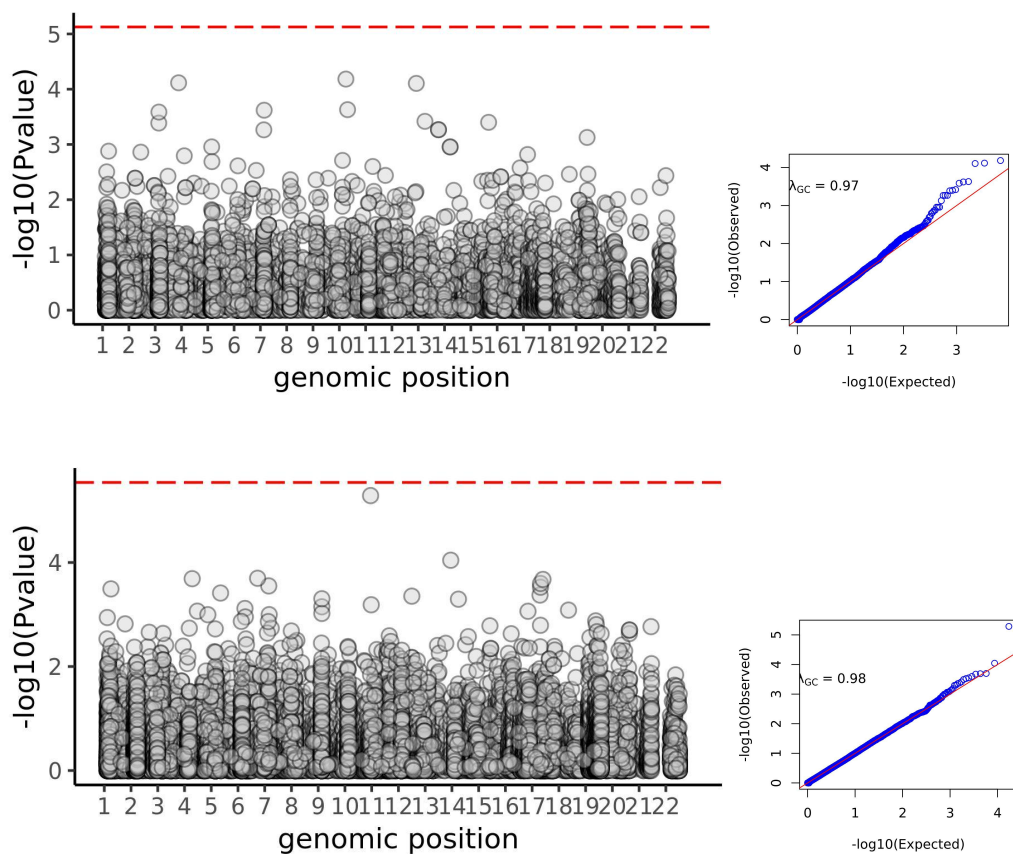 5
4
3
2
1
0
-log10(Pvalue)
1 2 3 4 5 6 7 8 9 10 11 12 13 14 15 16 17 18 19 20 21 22
genomic position
4
3
2
1
0
-log10(Observed)
λGC = 0.97
0 1 2 3
-log10(Expected)
4
2
0
-log10(Pvalue)
1 2 3 4 5 6 7 8 9 10 11 12 13 14 15 16 17 18 19 20 21 22
genomic position
5
4
3
2
1
0
-log10(Observed)
λGC = 0.98
0 1 2 3 4
-log10(Expected)